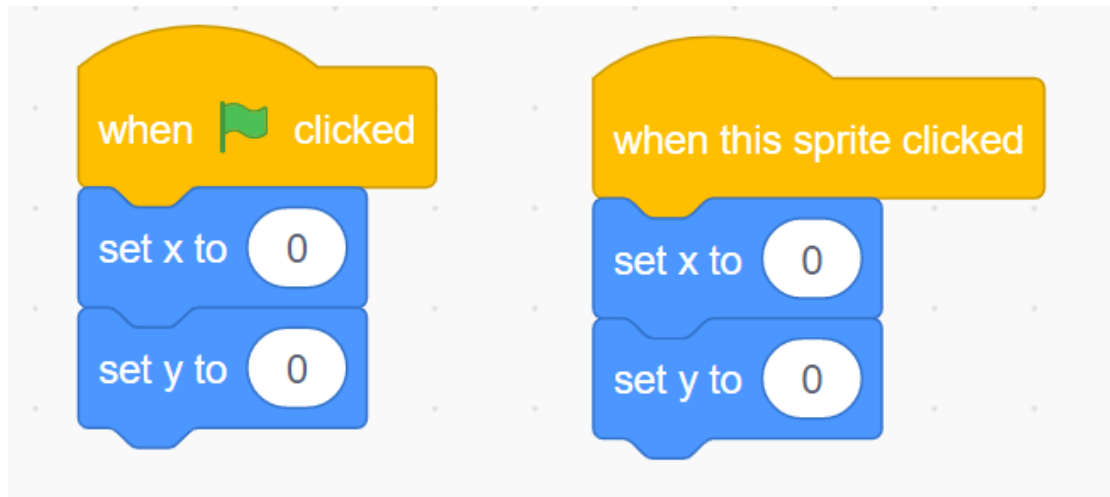 when clicked
set x to 0
set y to 0
when this sprite clicked
set x to 0
set y to 0